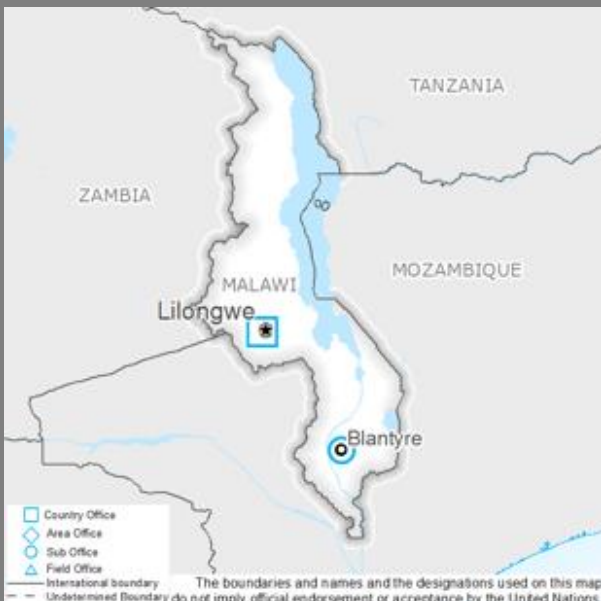 TANZANIA
ZAMBIA
MOZAMBIQUE
MALAWI
Lilongwe
Blantyre
Country Office
Area Office
Sub Office
Field Office
International boundary
The boundaries and names and the designations used on this map
Undetermined Boundary do not imply official endorsement or acceptance by the United Nations